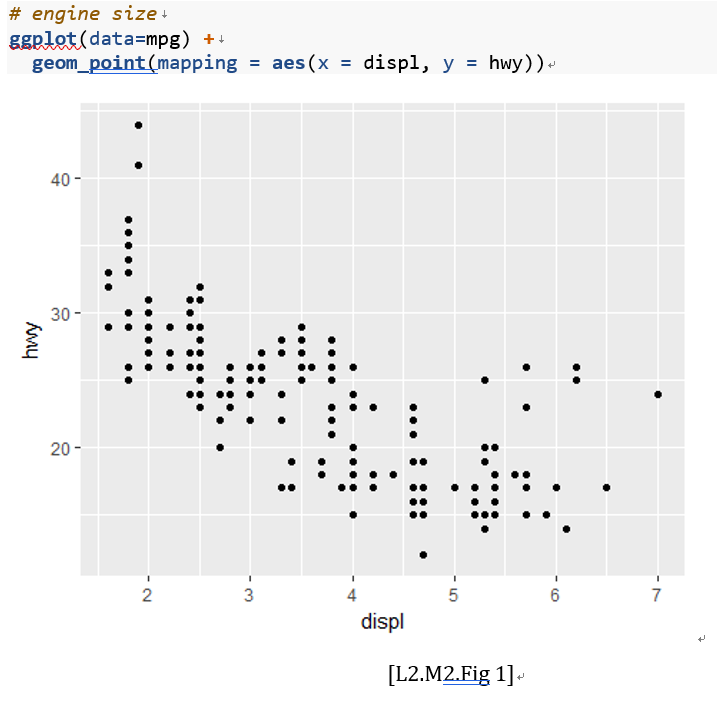 # engine size
ggplot(data=mpg) +
geom_point(mapping = aes(x = displ, y = hwy))
40
30
20
hwy
2 3 4 5 6 7
displ
[L2.M2.Fig 1]